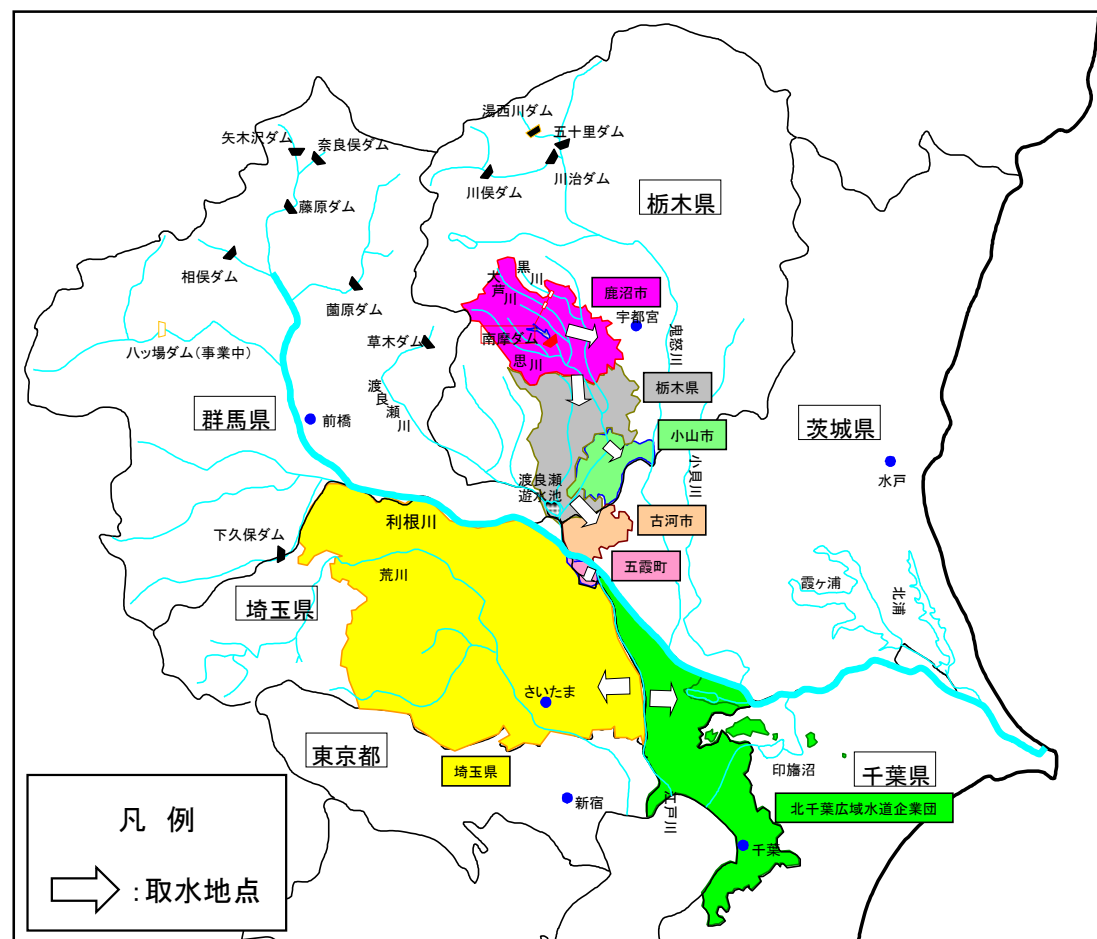 湯西川ダム
五十里ダム
矢木沢ダム
奈良俣ダム
川俣ダム
川治ダム
栃木県
藤原ダム
相俣ダム
薗原ダム
黒川
大芦川
鹿沼市
宇都宮
鬼怒川
南摩ダム
思川
八ッ場ダム(事業中)
草木ダム
渡良瀬川
栃木県
群馬県
前橋
小山市
茨城県
水戸
小貝川
渡良瀬
遊水池
利根川
古河市
下久保ダム
荒川
五霞町
霞ヶ浦
北浦
埼玉県
さいたま
東京都
埼玉県
印旛沼
千葉県
新宿
江戸川
北千葉広域水道企業団
千葉
凡 例
:取水地点